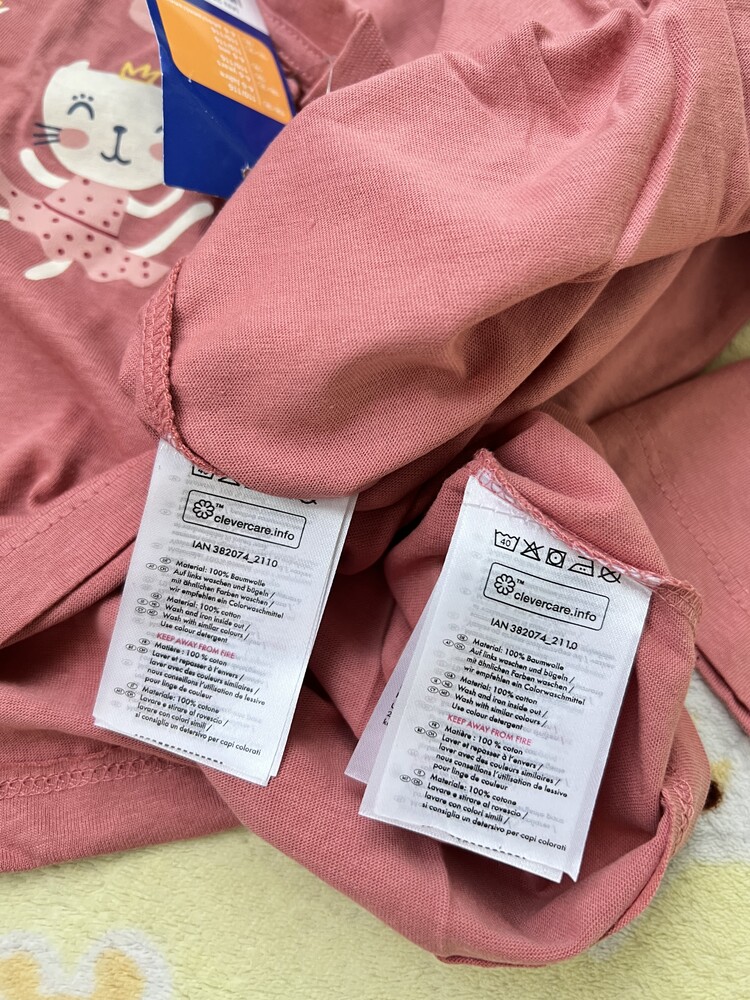 110/116
clevercare.info
IAN 382074_2110
Material: 100% Baumwolle
Auf links waschen und bügeln /
mit ähnlichen Farben waschen /
wir empfehlen ein Colorwaschmittel
Material: 100% cotton
Wash and iron inside out /
Wash with similar colours /
Use colour detergent
KEEP AWAY FROM FIRE
Matière : 100 % coton
Laver et repasser à l'envers /
laver avec des couleurs similaires /
nous conseillons l'utilisation de lessive
pour linge de couleur
Materiale: 100% cotone
Lavare e stirare al rovescio /
lavare con colori simili /
si consiglia un detersivo per capi colorati
40
TM
clevercare.info
IAN 382074_2110
Material: 100% Baumwolle
Auf links waschen und bügeln /
mit ähnlichen Farben waschen /
wir empfehlen ein Colorwaschmittel
Material: 100% cotton
Wash and iron inside out /
Wash with similar colours /
Use colour detergent
KEEP AWAY FROM FIRE
Matière : 100 % coton
Laver et repasser à l'envers /
laver avec des couleurs similaires /
nous conseillons l'utilisation de lessive
pour linge de couleur
Materiale: 100% cotone
Lavare e stirare al rovescio /
lavare con colori simili /
si consiglia un detersivo per capi colorati